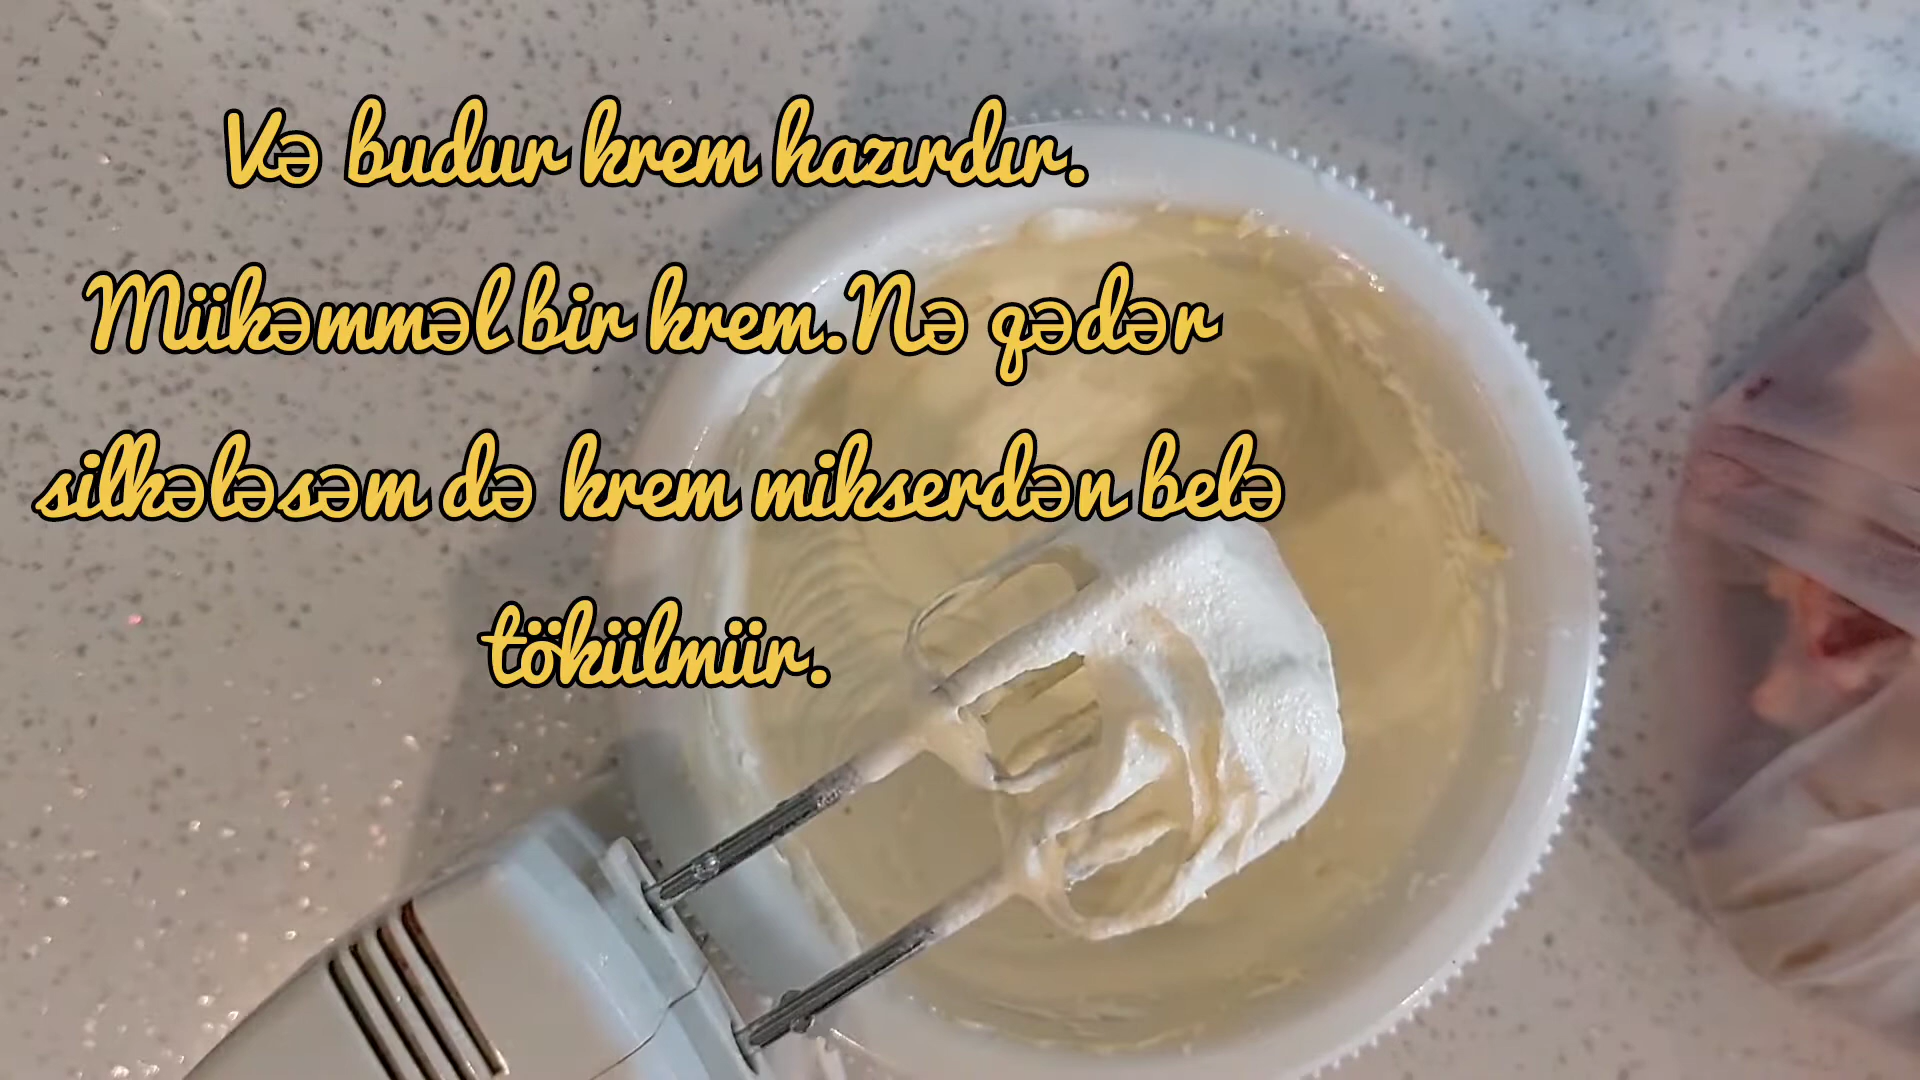 Və budur krem hazırdır.
Mükəmməl bir krem.Nə qədər
silkələsəm də krem mikserdən belə
tökülmür.